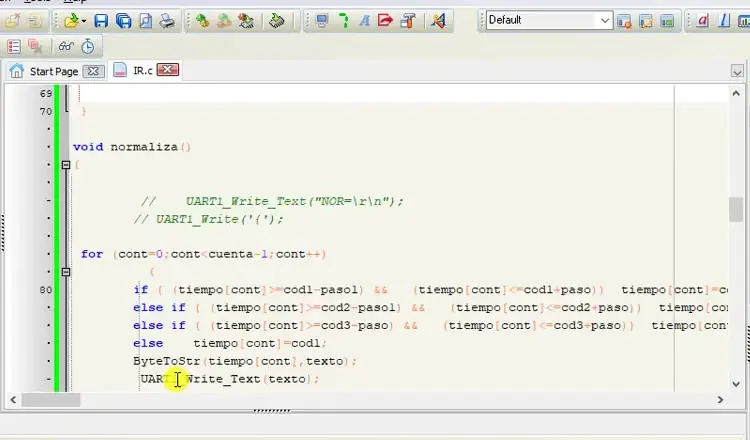 Default
Start Page
IR.c
69
70 }
void normaliza()
{
// UART1_Write_Text("NOR=\r\n");
// UART1_Write('{');
for (cont=0;cont<cuenta-1;cont++)
{
80 if ( (tiempo[cont]>=cod1-paso1) && (tiempo[cont]<=cod1+paso)) tiempo[cont]=co
else if ( (tiempo[cont]>=cod2-paso1) && (tiempo[cont]<=cod2+paso)) tiempo[con
else if ( (tiempo[cont]>=cod3-paso) && (tiempo[cont]<=cod3+paso)) tiempo[cont
else tiempo[cont]=cod1;
ByteToStr(tiempo[cont],texto);
UART1_Write_Text(texto);